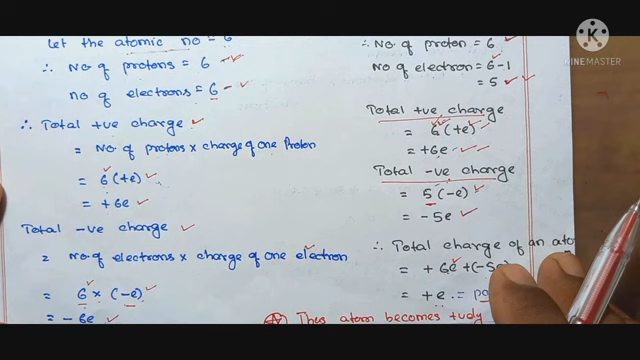 Let the atomic no = 6
∴ No of protons = 6
no of electrons = 6
∴ Total +ve charge
= No. of protons x charge of one Proton
= 6 (+e)
= +6e
Total -ve charge
= no of electrons x charge of one electron
= 6 x (-e)
= - 6e
∴ No of proton = 6
No of electron = 6-1
= 5
Total +ve charge
= 6 (+e)
= +6e
Total -ve charge
= 5 (-e)
= -5e
∴ Total charge of an
= + 6e +(-5e
= +e =
Thus atom becomes
KINEMASTER